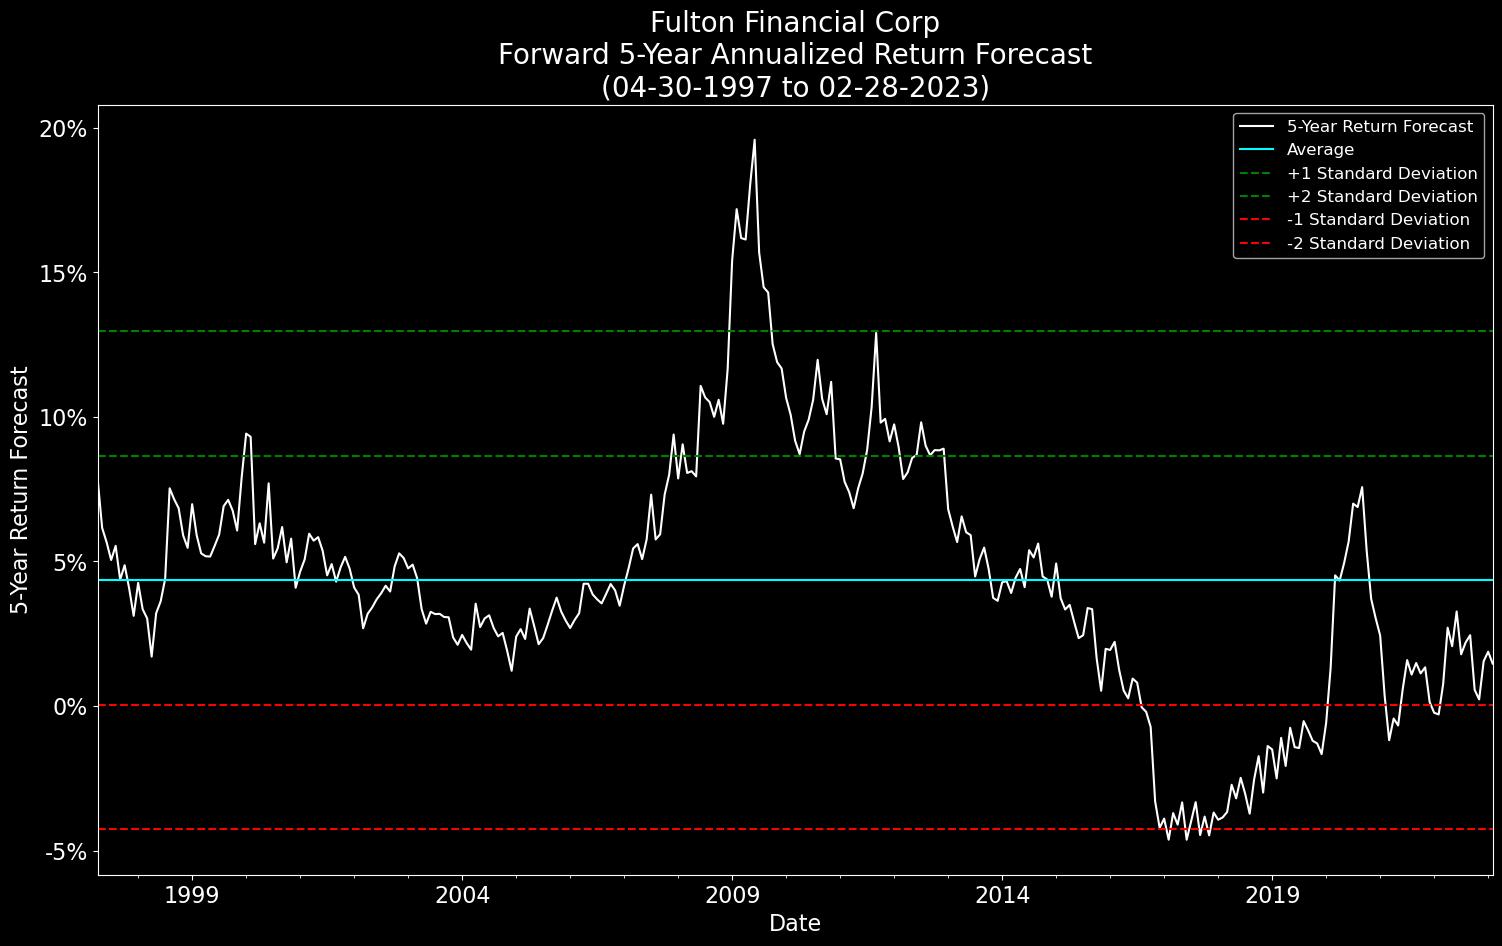 Fulton Financial Corp
Forward 5-Year Annualized Return Forecast
(04-30-1997 to 02-28-2023)
5-Year Return Forecast
Average
+1 Standard Deviation
+2 Standard Deviation
-1 Standard Deviation
-2 Standard Deviation
20%
15%
10%
5%
0%
-5%
5-Year Return Forecast
1999 2004 2009 2014 2019
Date